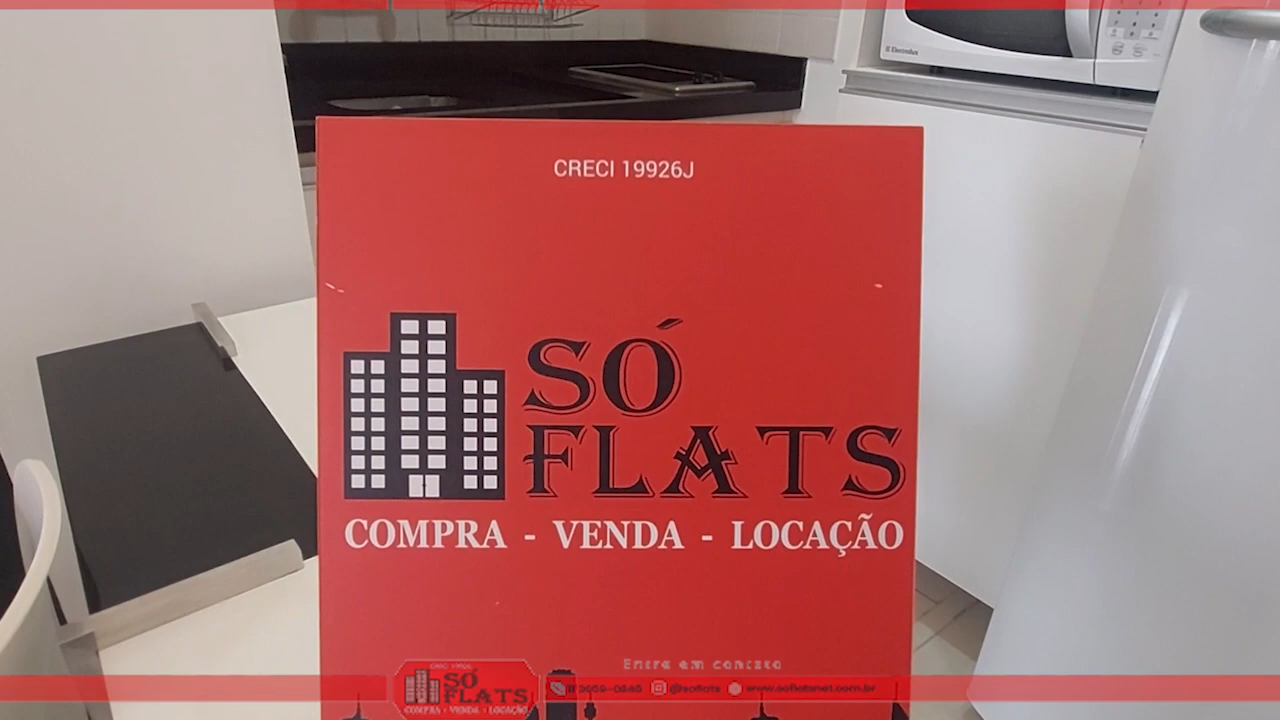 Electrolux
CRECI 19926J
SÓ
FLATS
COMPRA - VENDA - LOCAÇÃO
Entre em contato
SÓ
FLATS
COMPRA - VENDA - LOCAÇÃO
@soflats
www.soflatsnet.com.br